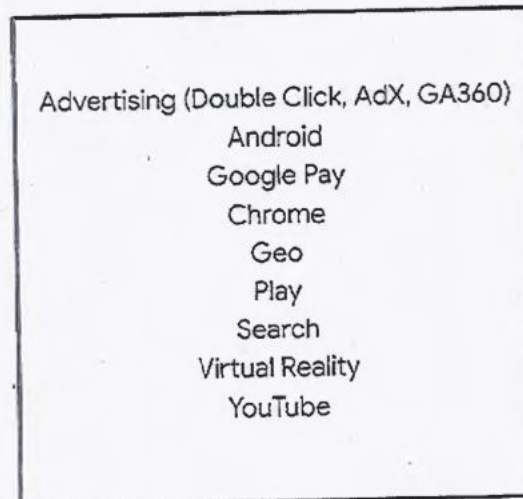 Advertising (Double Click, AdX, GA360)
Android
Google Pay
Chrome
Geo
Play
Search
Virtual Reality
YouTube